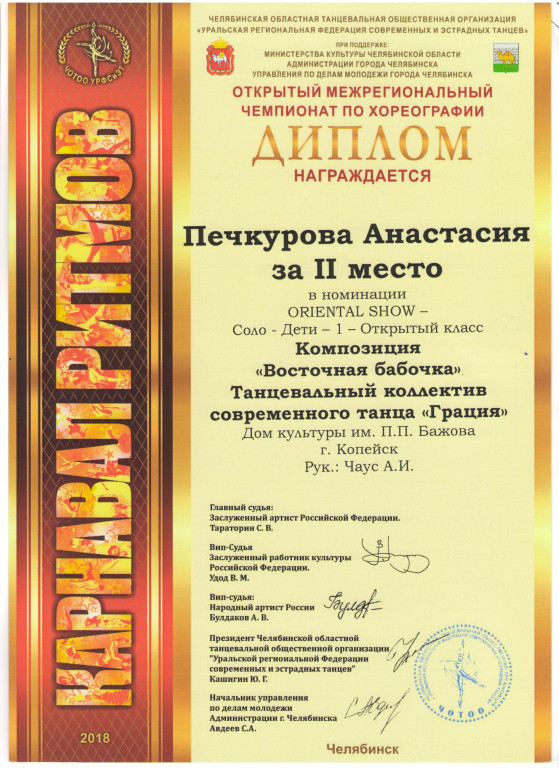 ЧЕЛЯБИНСКАЯ ОБЛАСТНАЯ ТАНЦЕВАЛЬНАЯ ОБЩЕСТВЕННАЯ ОРГАНИЗАЦИЯ
«УРАЛЬСКАЯ РЕГИОНАЛЬНАЯ ФЕДЕРАЦИЯ СОВРЕМЕННЫХ И ЭСТРАДНЫХ ТАНЦЕВ»
ПРИ ПОДДЕРЖКЕ:
МИНИСТЕРСТВА КУЛЬТУРЫ ЧЕЛЯБИНСКОЙ ОБЛАСТИ
АДМИНИСТРАЦИИ ГОРОДА ЧЕЛЯБИНСКА
УПРАВЛЕНИЯ ПО ДЕЛАМ МОЛОДЕЖИ ГОРОДА ЧЕЛЯБИНСКА
ОТКРЫТЫЙ МЕЖРЕГИОНАЛЬНЫЙ
ЧЕМПИОНАТ ПО ХОРЕОГРАФИИ
ДИПЛОМ
НАГРАЖДАЕТСЯ
Печкурова Анастасия
за II место
в номинации
ORIENTAL SHOW –
Соло - Дети – 1 – Открытый класс
Композиция
«Восточная бабочка»
Танцевальный коллектив
современного танца «Грация»
Дом культуры им. П.П. Бажова
г. Копейск
Рук.: Чаус А.И.
Главный судья:
Заслуженный артист Российской Федерации.
Тараторин С. В.
Вип-Судья
Заслуженный работник культуры
Российской Федерации.
Удод В. М.
Вип-судья:
Народный артист России
Булдаков А. В.
Президент Челябинской областной
танцевальной общественной организации
"Уральской региональной Федерации
современных и эстрадных танцев"
Кашигин Ю. Г.
Начальник управления
по делам молодежи
Администрации г. Челябинска
Авдеев С.А.
Челябинск
ЧОТОО УРФСиЭТ
КАРНАВАЛ РИТМОВ
2018
ЧОТОО